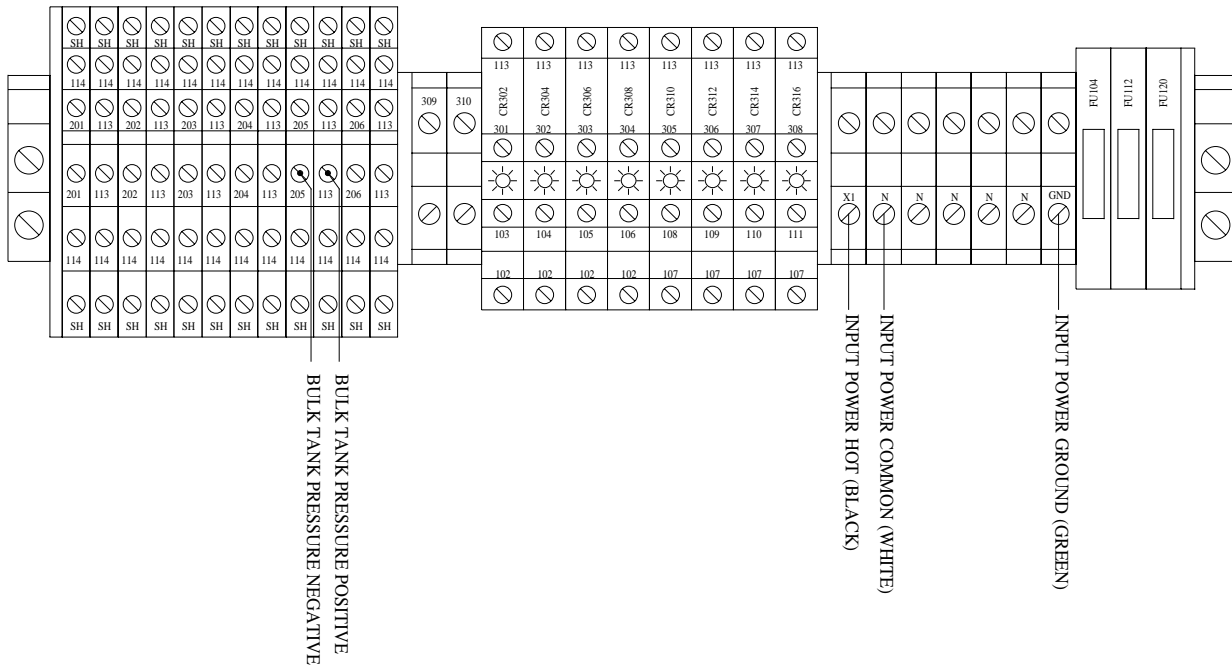 SH SH SH SH SH SH SH SH SH SH SH SH
114 114 114 114 114 114 114 114 114 114 114 114
201 113 202 113 203 113 204 113 205 113 206 113
201 113 202 113 203 113 204 113 205 113 206 113
114 114 114 114 114 114 114 114 114 114 114 114
SH SH SH SH SH SH SH SH SH SH SH SH
BULK TANK PRESSURE NEGATIVE
BULK TANK PRESSURE POSITIVE
309 310
113 113 113 113 113 113 113 113
CR302 CR304 CR306 CR308 CR310 CR312 CR314 CR316
301 302 303 304 305 306 307 308
103 104 105 106 108 109 110 111
102 102 102 102 107 107 107 107
X1 N N N N N GND
INPUT POWER HOT (BLACK)
INPUT POWER COMMON (WHITE)
INPUT POWER GROUND (GREEN)
FU104 FU112 FU120